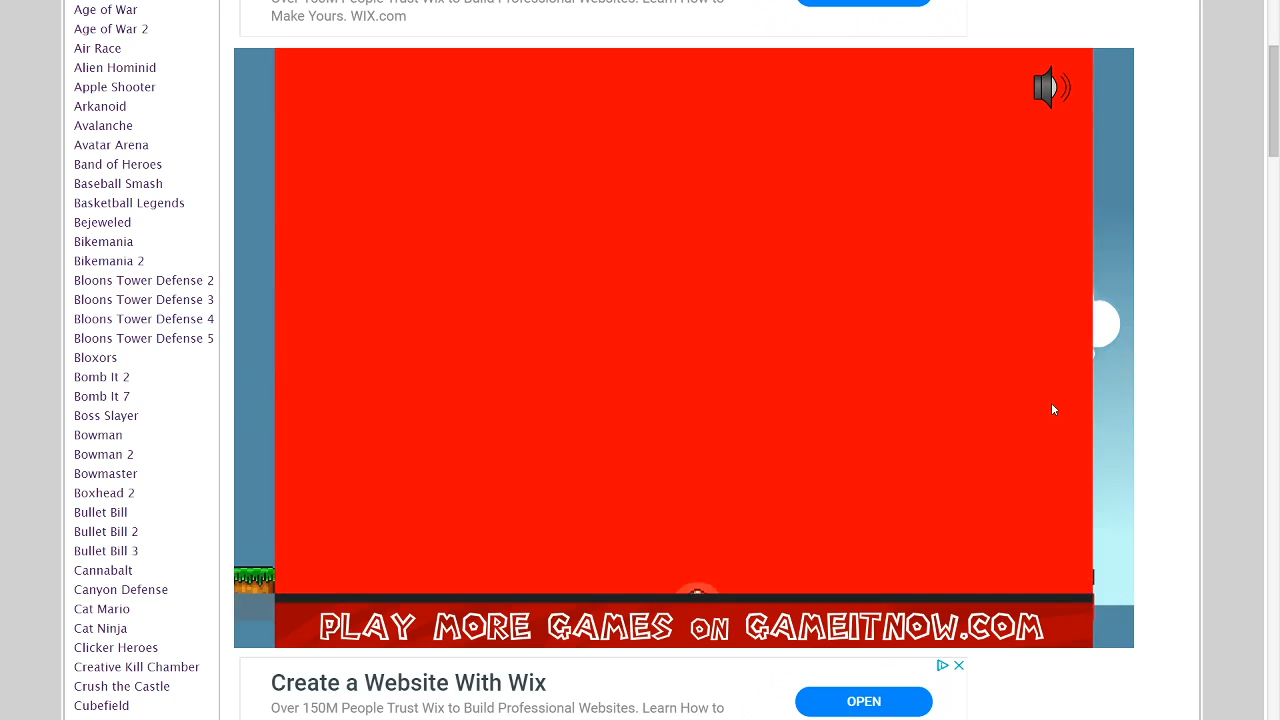 Age of War
Over 150M People Trust Wix to Build Professional Websites. Learn How to
Make Yours. WIX.com
Age of War 2
Air Race
Alien Hominid
Apple Shooter
Arkanoid
Avalanche
Avatar Arena
Band of Heroes
Baseball Smash
Basketball Legends
Bejeweled
Bikemania
Bikemania 2
Bloons Tower Defense 2
Bloons Tower Defense 3
Bloons Tower Defense 4
Bloons Tower Defense 5
Bloxors
Bomb It 2
Bomb It 7
Boss Slayer
Bowman
Bowman 2
Bowmaster
Boxhead 2
Bullet Bill
Bullet Bill 2
Bullet Bill 3
Cannabalt
Canyon Defense
Cat Mario
Cat Ninja
Clicker Heroes
Creative Kill Chamber
Crush the Castle
Cubefield
PLAY MORE GAMES ON GAMEITNOW.COM
Create a Website With Wix
Over 150M People Trust Wix to Build Professional Websites. Learn How to
OPEN